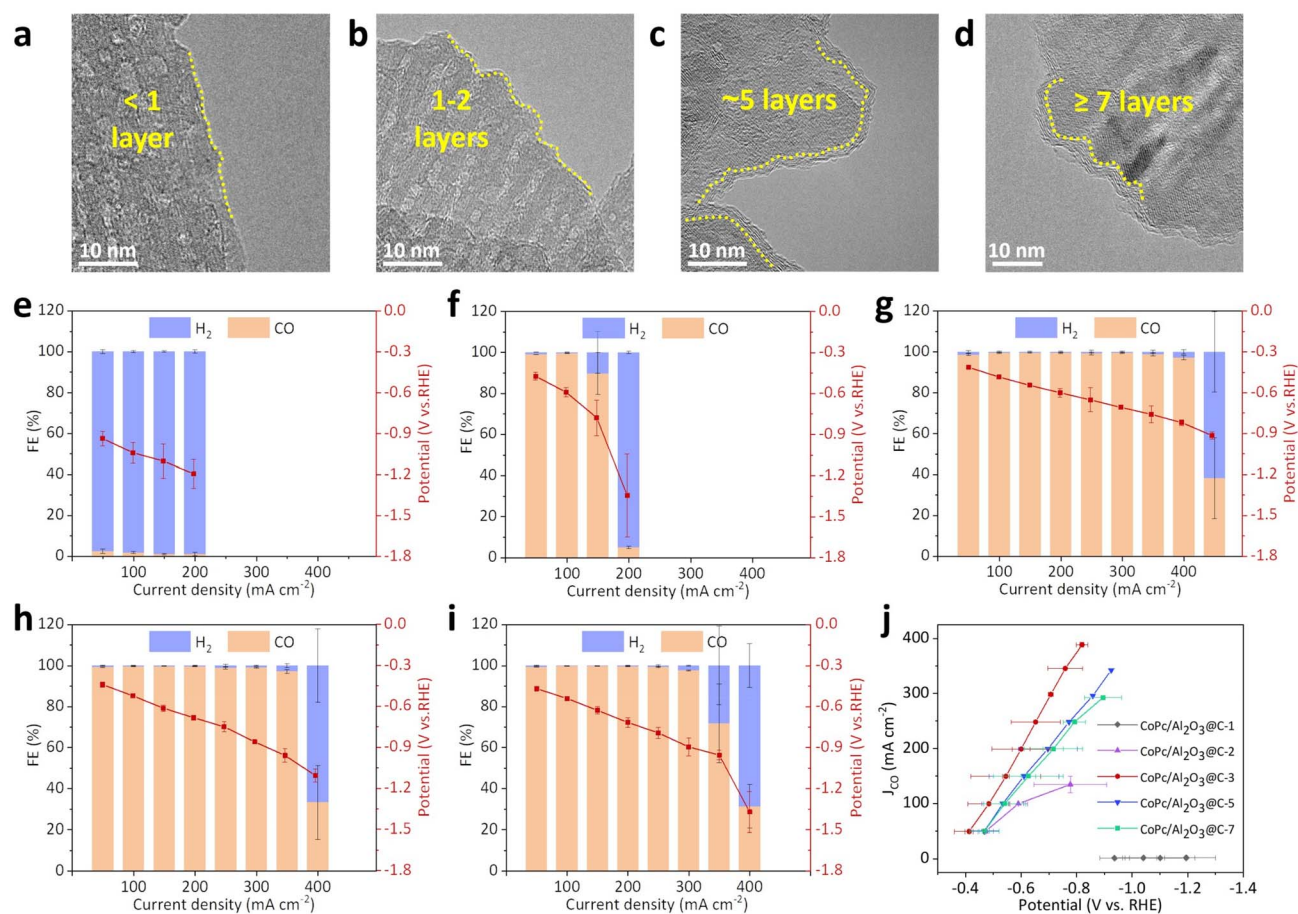 a
b
c
d
< 1
layer
1-2
layers
~5 layers
≥ 7 layers
10 nm
10 nm
10 nm
10 nm
e
f
g
120
100
80
60
40
20
0
FE (%)
H₂ CO
0.0
-0.3
-0.6
-0.9
-1.2
-1.5
-1.8
Potential (V vs.RHE)
100 200 300 400
Current density (mA cm⁻²)
120
100
80
60
40
20
0
FE (%)
H₂ CO
0.0
-0.3
-0.6
-0.9
-1.2
-1.5
-1.8
Potential (V vs.RHE)
100 200 300 400
Current density (mA cm⁻²)
120
100
80
60
40
20
0
FE (%)
H₂ CO
0.0
-0.3
-0.6
-0.9
-1.2
-1.5
-1.8
Potential (V vs.RHE)
100 200 300 400
Current density (mA cm⁻²)
h
i
j
120
100
80
60
40
20
0
FE (%)
H₂ CO
0.0
-0.3
-0.6
-0.9
-1.2
-1.5
-1.8
Potential (V vs.RHE)
100 200 300 400
Current density (mA cm⁻²)
120
100
80
60
40
20
0
FE (%)
H₂ CO
0.0
-0.3
-0.6
-0.9
-1.2
-1.5
-1.8
Potential (V vs.RHE)
100 200 300 400
Current density (mA cm⁻²)
400
300
200
100
0
J_CO (mA cm⁻²)
CoPc/Al₂O₃@C-1
CoPc/Al₂O₃@C-2
CoPc/Al₂O₃@C-3
CoPc/Al₂O₃@C-5
CoPc/Al₂O₃@C-7
-0.4 -0.6 -0.8 -1.0 -1.2 -1.4
Potential (V vs. RHE)